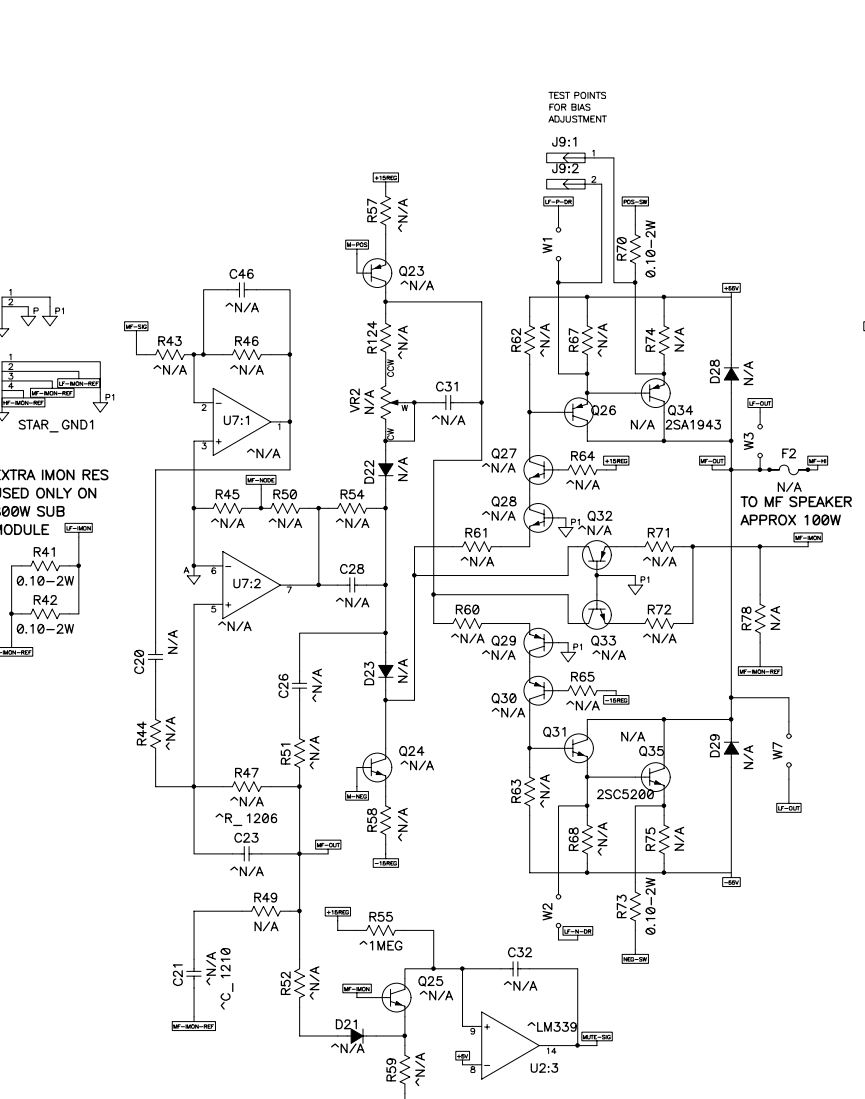 TEST POINTS
FOR BIAS
ADJUSTMENT
J9:1
1
J9:2
2
+15REG
LF-P-DR
POS-SW
R57
^N/A
M-POS
W1
R70
0.10-2W
Q23
^N/A
C46
^N/A
+66V
1
2
P
P1
MF-SIG
R43
^N/A
R46
^N/A
R124
^N/A
CCW
R62
^N/A
R67
^N/A
R74
N/A
D28
N/A
1
2
3
4
LF-IMON-REF
MF-IMON-REF
HF-IMON-REF
P1
STAR_GND1
2
U7:1
1
3
^N/A
VR2
N/A
W
CW
C31
^N/A
Q26
Q34
N/A
2SA1943
LF-OUT
W3
F2
N/A
MF-OUT
MF-HI
TO MF SPEAKER
APPROX 100W
EXTRA IMON RES
USED ONLY ON
MODULE
LF-IMON
D22
N/A
Q27
^N/A
R64
^N/A
+15REG
MF-NODE
R45
^N/A
R50
^N/A
R54
^N/A
Q28
^N/A
P1
Q32
^N/A
R71
^N/A
MF-IMON
R61
^N/A
R41
0.10-2W
R42
0.10-2W
A
6
U7:2
7
5
^N/A
C28
^N/A
P1
R60
^N/A
R72
^N/A
R78
N/A
Q29
^N/A
P1
Q33
^N/A
MF-IMON-REF
C20
N/A
C26
^N/A
D23
N/A
Q30
^N/A
R65
^N/A
-15REG
R44
^N/A
R51
^N/A
Q24
^N/A
Q31
N/A
Q35
2SC5200
D29
N/A
W7
LF-OUT
R47
^N/A
^R_1206
M-NEG
R58
^N/A
R63
^N/A
R68
^N/A
R75
N/A
C23
^N/A
MF-OUT
-15REG
-66V
R49
N/A
+15REG
R55
^1MEG
W2
LF-N-DR
R73
0.10-2W
NEG-SW
C21
^N/A
^C_1210
MF-IMON-REF
R52
^N/A
MF-IMON
Q25
^N/A
C32
^N/A
D21
^N/A
9
^LM339
14
MUTE-SIG
8
U2:3
R59
^N/A